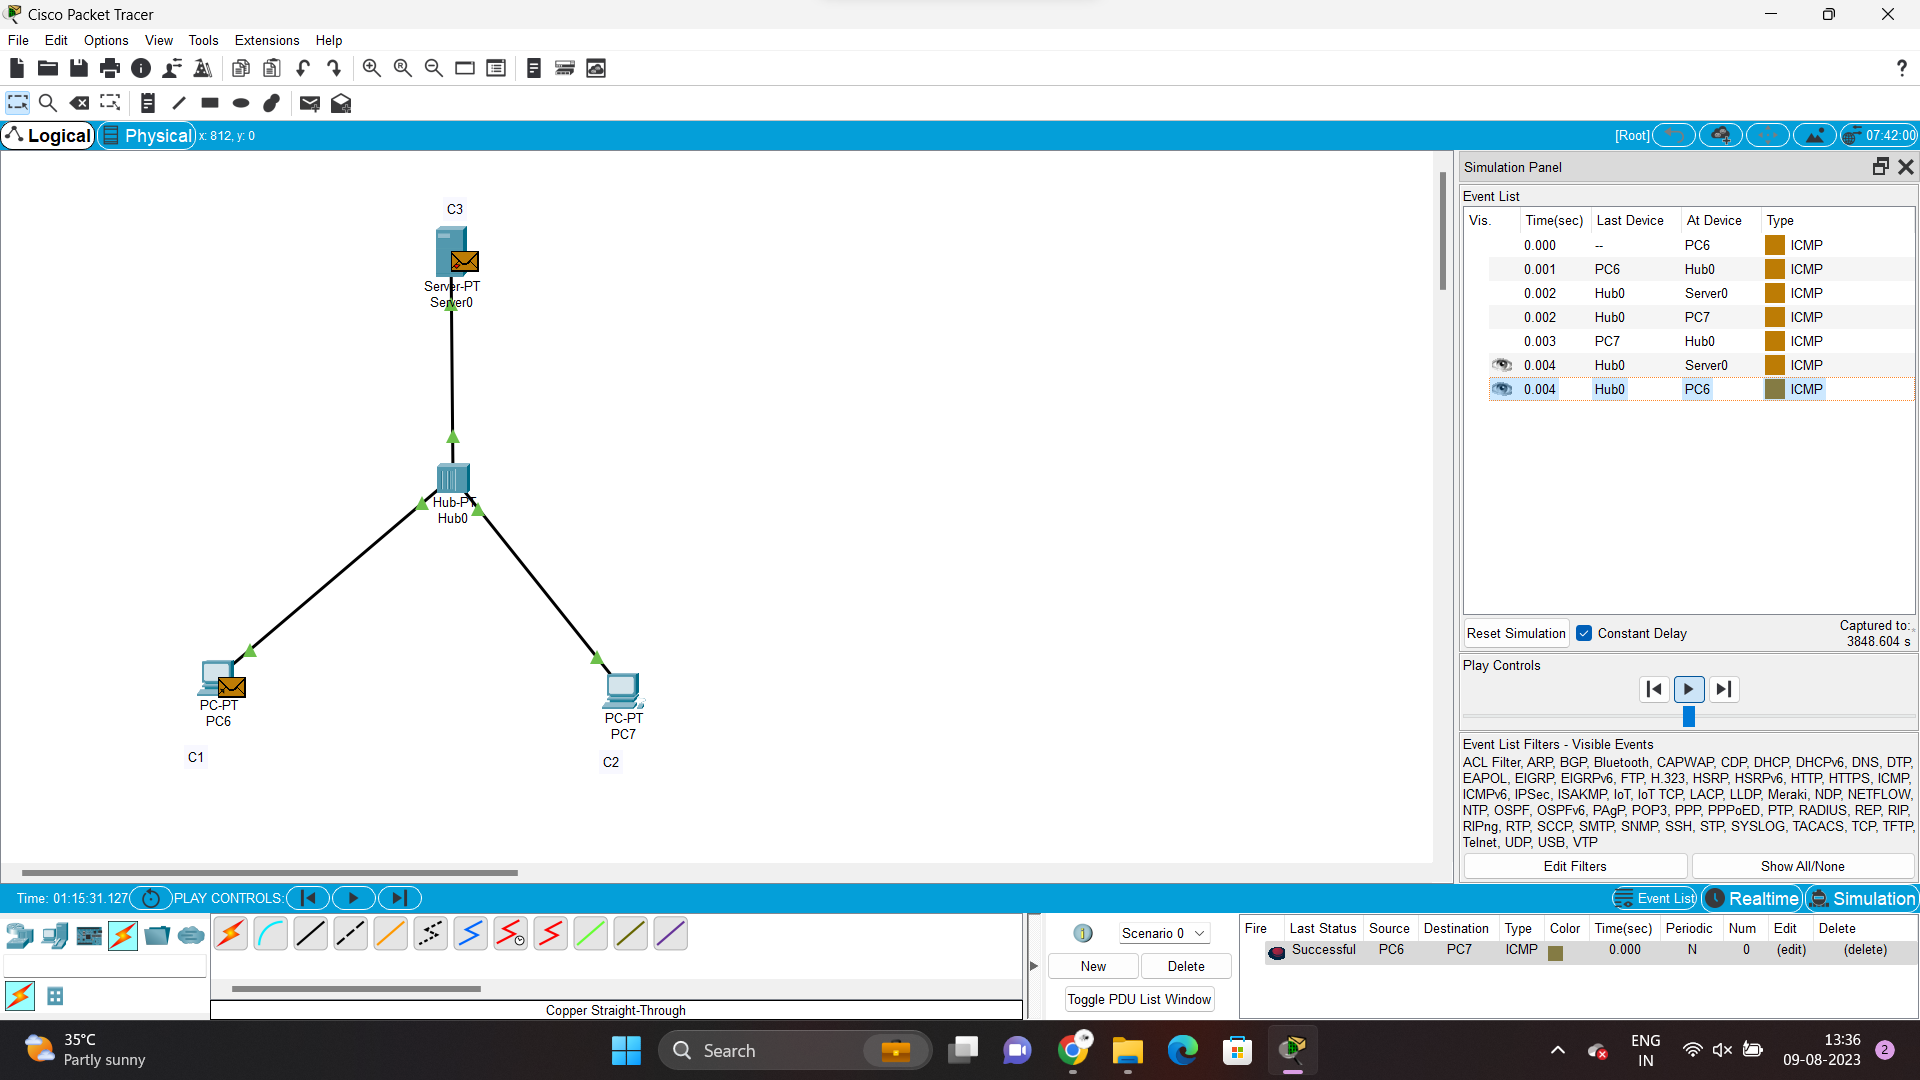 Cisco Packet Tracer
File Edit Options View Tools Extensions Help
?
Logical Physical x: 812, y: 0 [Root] 07:42:00
C3
Server-PT
Server0
Hub-PT
Hub0
PC-PT
PC6
C1
PC-PT
PC7
C2
Simulation Panel
Event List
Vis. Time(sec) Last Device At Device Type
0.000 -- PC6 ICMP
0.001 PC6 Hub0 ICMP
0.002 Hub0 Server0 ICMP
0.002 Hub0 PC7 ICMP
0.003 PC7 Hub0 ICMP
0.004 Hub0 Server0 ICMP
0.004 Hub0 PC6 ICMP
Reset Simulation Constant Delay
Captured to:
3848.604 s
Play Controls
Event List Filters - Visible Events
ACL Filter, ARP, BGP, Bluetooth, CAPWAP, CDP, DHCP, DHCPv6, DNS, DTP,
EAPOL, EIGRP, EIGRPv6, FTP, H.323, HSRP, HSRPv6, HTTP, HTTPS, ICMP,
ICMPv6, IPSec, ISAKMP, IoT, IoT TCP, LACP, LLDP, Meraki, NDP, NETFLOW,
NTP, OSPF, OSPFv6, PAgP, POP3, PPP, PPPoED, PTP, RADIUS, REP, RIP,
RIPng, RTP, SCCP, SMTP, SNMP, SSH, STP, SYSLOG, TACACS, TCP, TFTP,
Telnet, UDP, USB, VTP
Edit Filters Show All/None
Time: 01:15:31.127 PLAY CONTROLS: Event List Realtime Simulation
Copper Straight-Through
Scenario 0
New Delete
Toggle PDU List Window
Fire Last Status Source Destination Type Color Time(sec) Periodic Num Edit Delete
Successful PC6 PC7 ICMP 0.000 N 0 (edit) (delete)
35°C
Partly sunny
Search
ENG
IN
13:36
09-08-2023
2